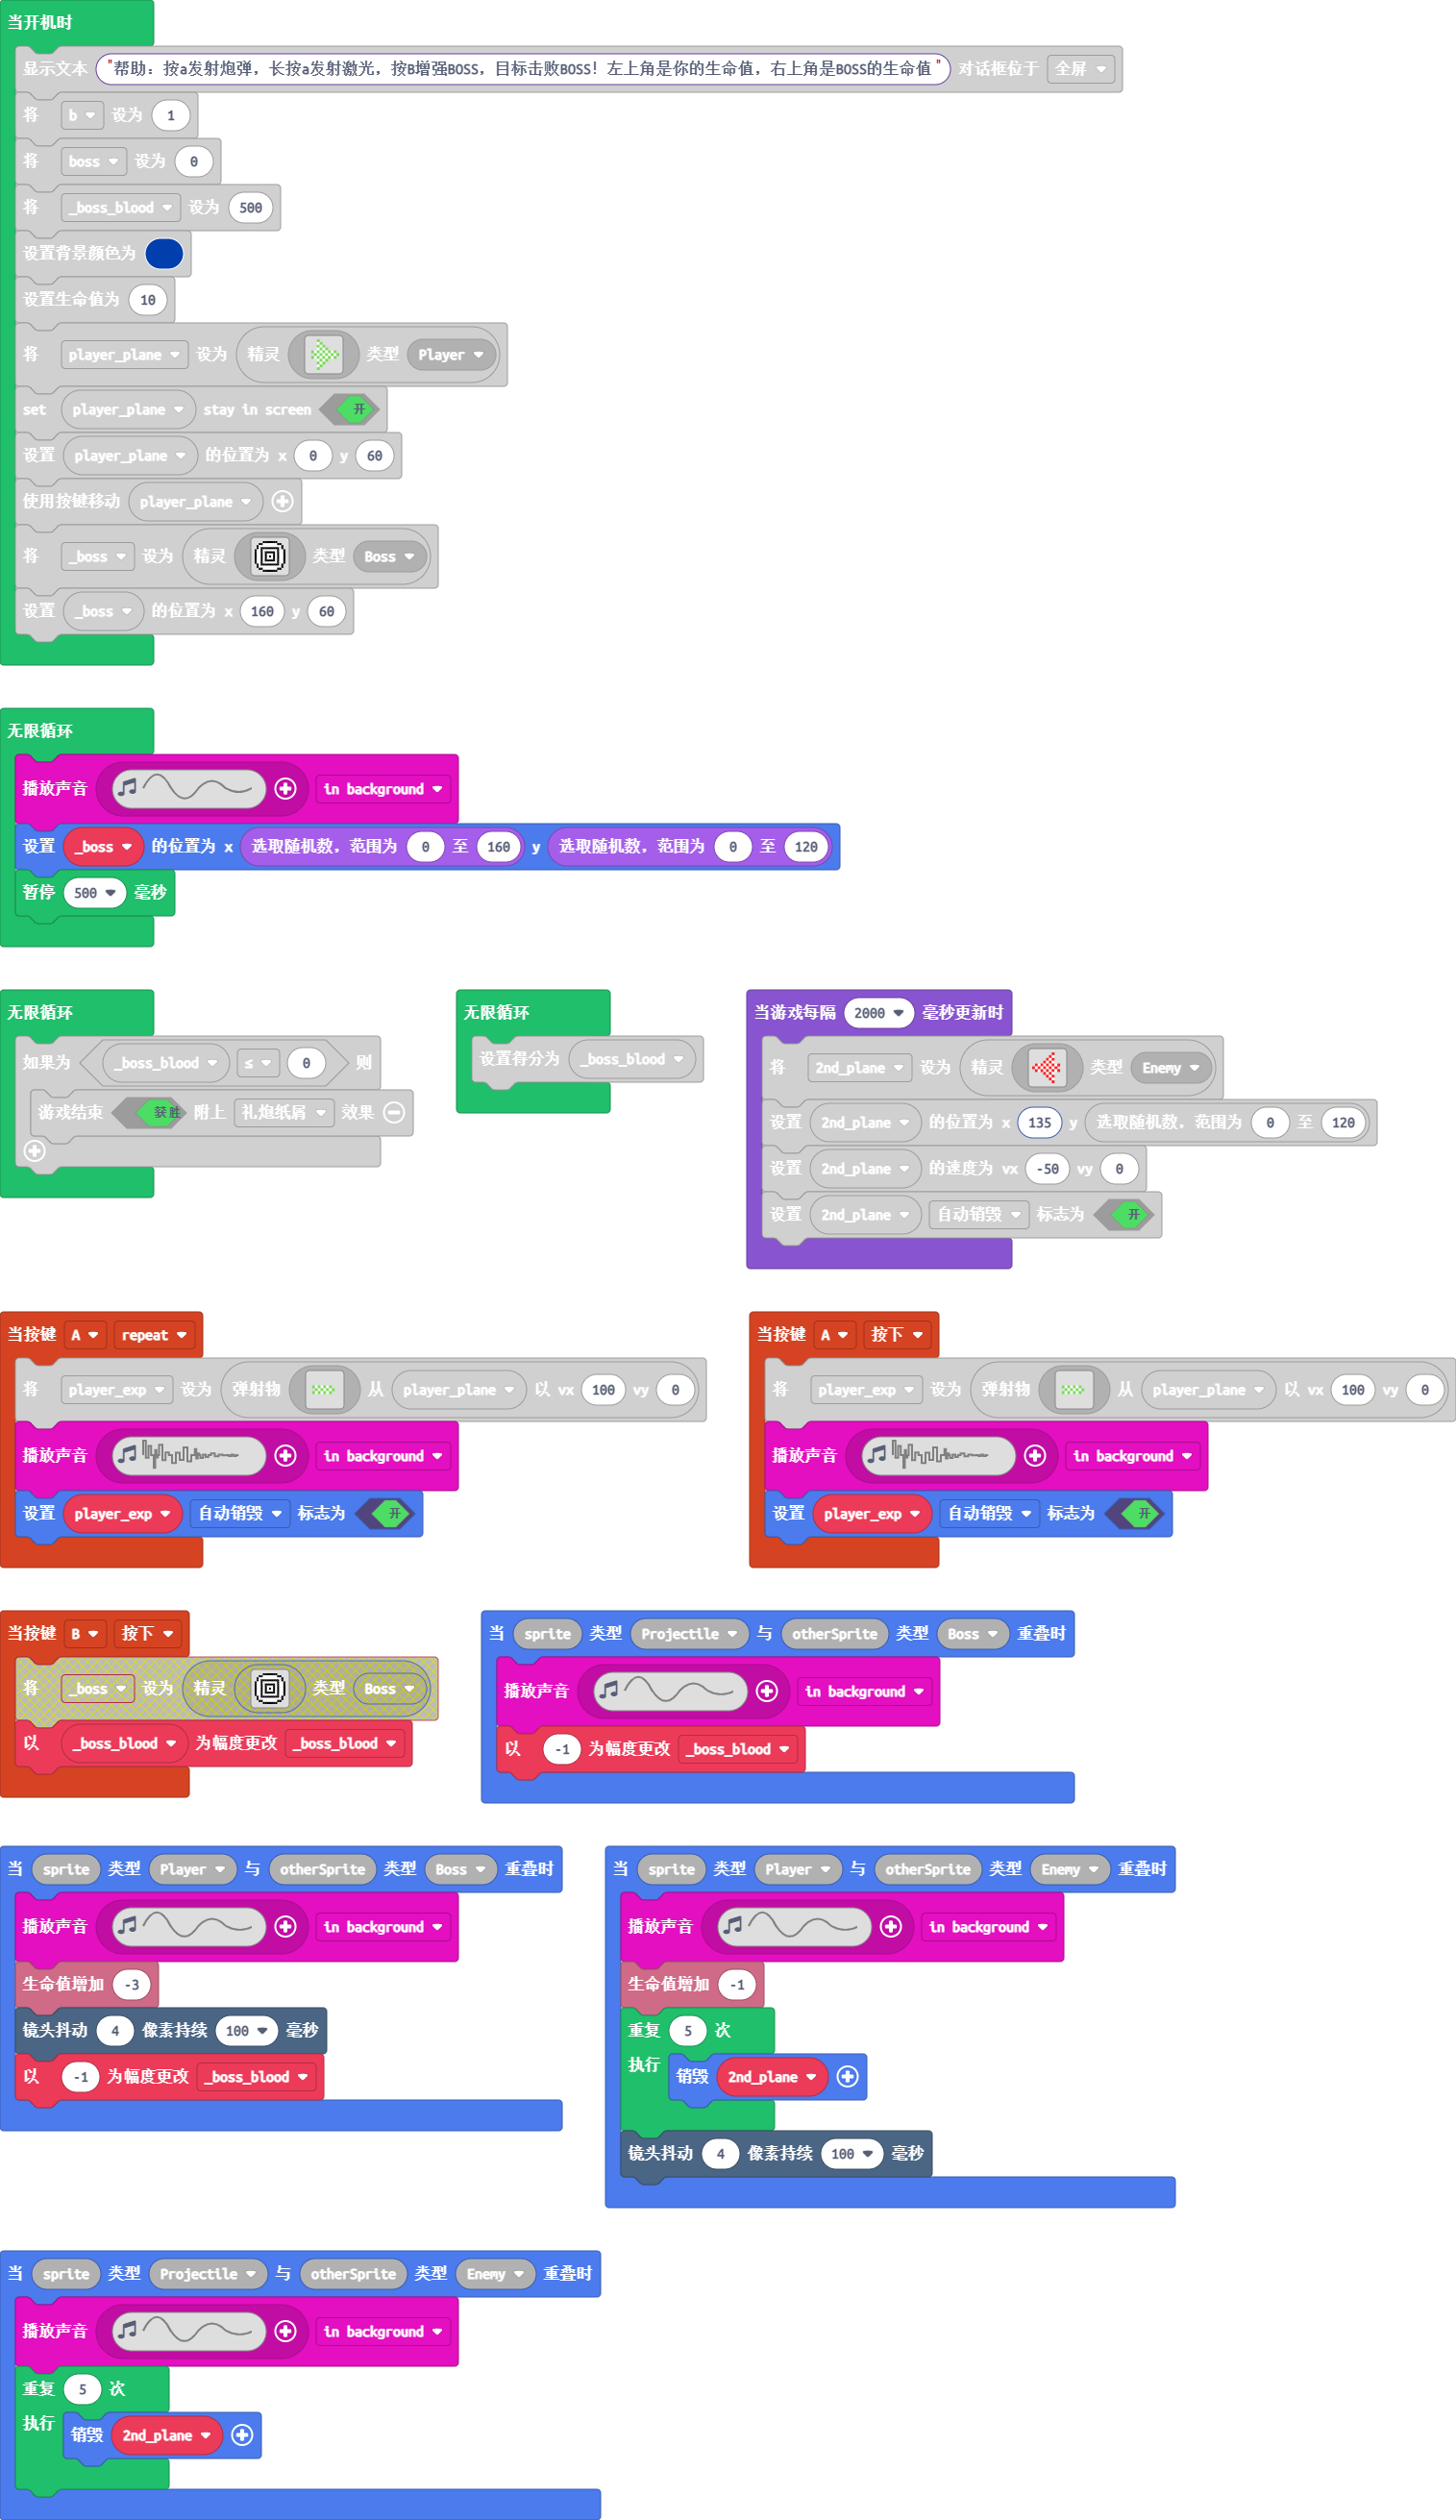 当开机时
显示文本 "帮助：按a发射炮弹，长按a发射激光，按B增强BOSS，目标击败BOSS！左上角是你的生命值，右上角是BOSS的生命值" 对话框位于 全屏
将 b 设为 1
将 boss 设为 0
将 _boss_blood 设为 500
设置背景颜色为
设置生命值为 10
将 player_plane 设为 精灵 类型 Player
set player_plane stay in screen 开
设置 player_plane 的位置为 x 0 y 60
使用按键移动 player_plane
将 _boss 设为 精灵 类型 Boss
设置 _boss 的位置为 x 160 y 60
无限循环
播放声音 in background
设置 _boss 的位置为 x 选取随机数，范围为 0 至 160 y 选取随机数，范围为 0 至 120
暂停 500 毫秒
无限循环
如果为 _boss_blood ≤ 0 则
游戏结束 获胜 附上 礼炮纸屑 效果
无限循环
设置得分为 _boss_blood
当游戏每隔 2000 毫秒更新时
将 2nd_plane 设为 精灵 类型 Enemy
设置 2nd_plane 的位置为 x 135 y 选取随机数，范围为 0 至 120
设置 2nd_plane 的速度为 vx -50 vy 0
设置 2nd_plane 自动销毁 标志为 开
当按键 A repeat
将 player_exp 设为 弹射物 从 player_plane 以 vx 100 vy 0
播放声音 in background
设置 player_exp 自动销毁 标志为 开
当按键 A 按下
将 player_exp 设为 弹射物 从 player_plane 以 vx 100 vy 0
播放声音 in background
设置 player_exp 自动销毁 标志为 开
当按键 B 按下
将 _boss 设为 精灵 类型 Boss
以 _boss_blood 为幅度更改 _boss_blood
当 sprite 类型 Projectile 与 otherSprite 类型 Boss 重叠时
播放声音 in background
以 -1 为幅度更改 _boss_blood
当 sprite 类型 Player 与 otherSprite 类型 Boss 重叠时
播放声音 in background
生命值增加 -3
镜头抖动 4 像素持续 100 毫秒
以 -1 为幅度更改 _boss_blood
当 sprite 类型 Player 与 otherSprite 类型 Enemy 重叠时
播放声音 in background
生命值增加 -1
重复 5 次
执行 销毁 2nd_plane
镜头抖动 4 像素持续 100 毫秒
当 sprite 类型 Projectile 与 otherSprite 类型 Enemy 重叠时
播放声音 in background
重复 5 次
执行 销毁 2nd_plane